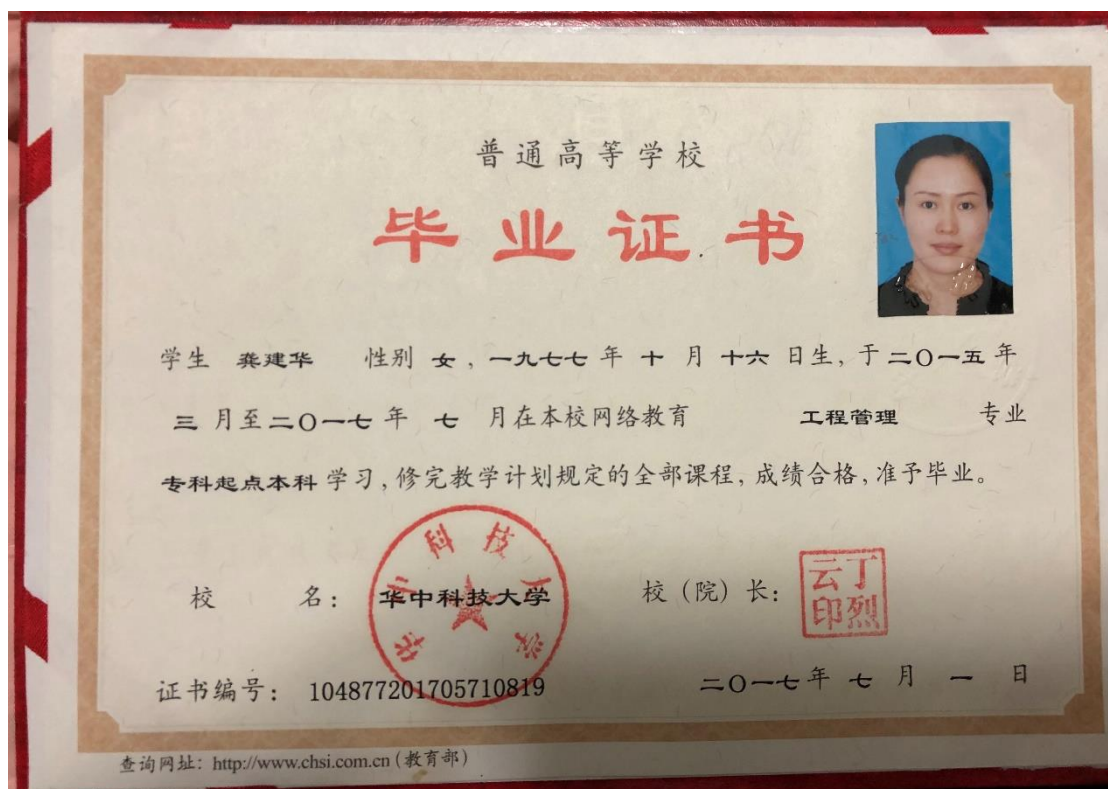 普通高等学校
毕业证书
学生 龚建华 性别 女，一九七七 年 十 月 十六 日生，于 二〇一五 年
三 月至 二〇一七 年 七 月在本校网络教育 工程管理 专业
专科起点本科 学习，修完教学计划规定的全部课程，成绩合格，准予毕业。
校 名： 华中科技大学 校（院）长： 丁烈云印
华中科技大学
证书编号： 104877201705710819 二〇一七 年 七 月 一 日
查询网址：http://www.chsi.com.cn（教育部）